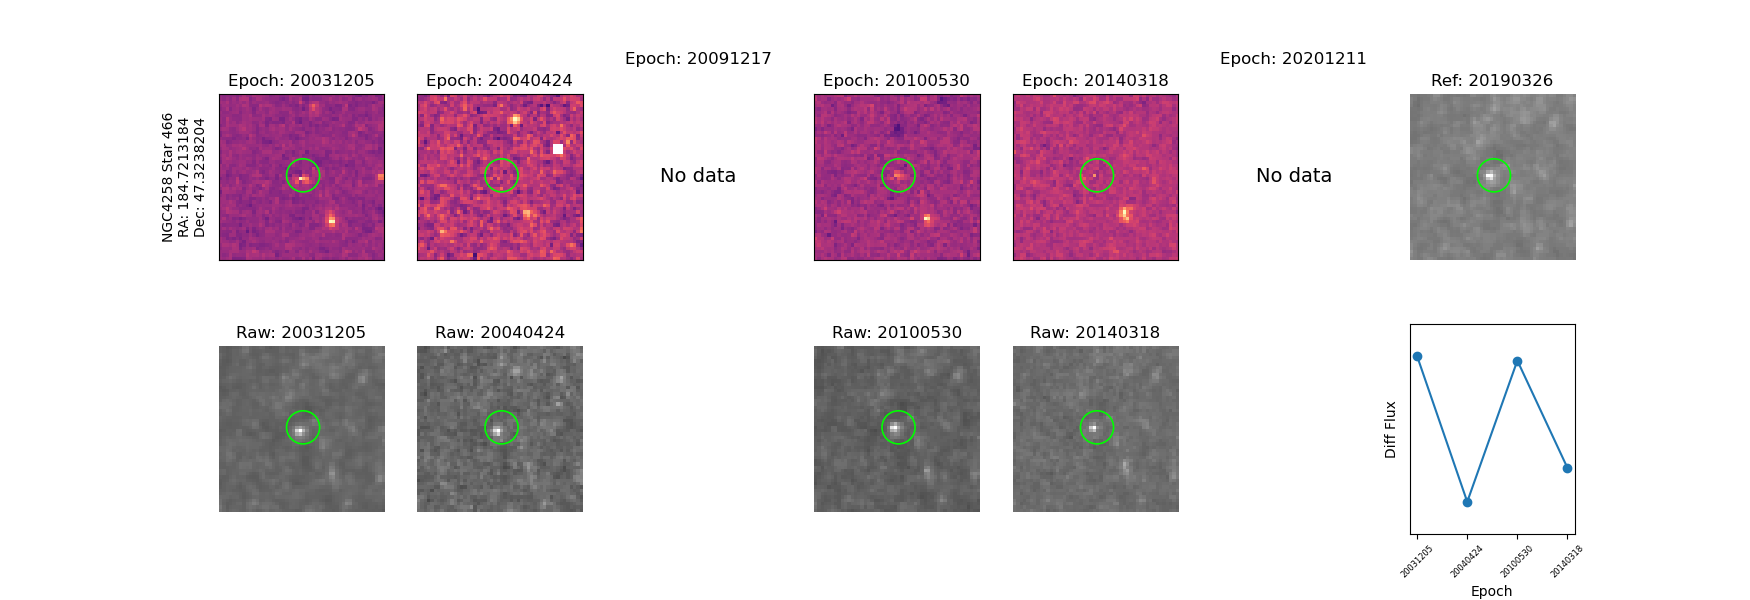 Epoch: 20091217
Epoch: 20201211
Epoch: 20031205
Epoch: 20040424
Epoch: 20100530
Epoch: 20140318
Ref: 20190326
NGC4258 Star 466
RA: 184.7213184
Dec: 47.3238204
No data
No data
Raw: 20031205
Raw: 20040424
Raw: 20100530
Raw: 20140318
Diff Flux
20031205
20040424
20100530
20140318
Epoch